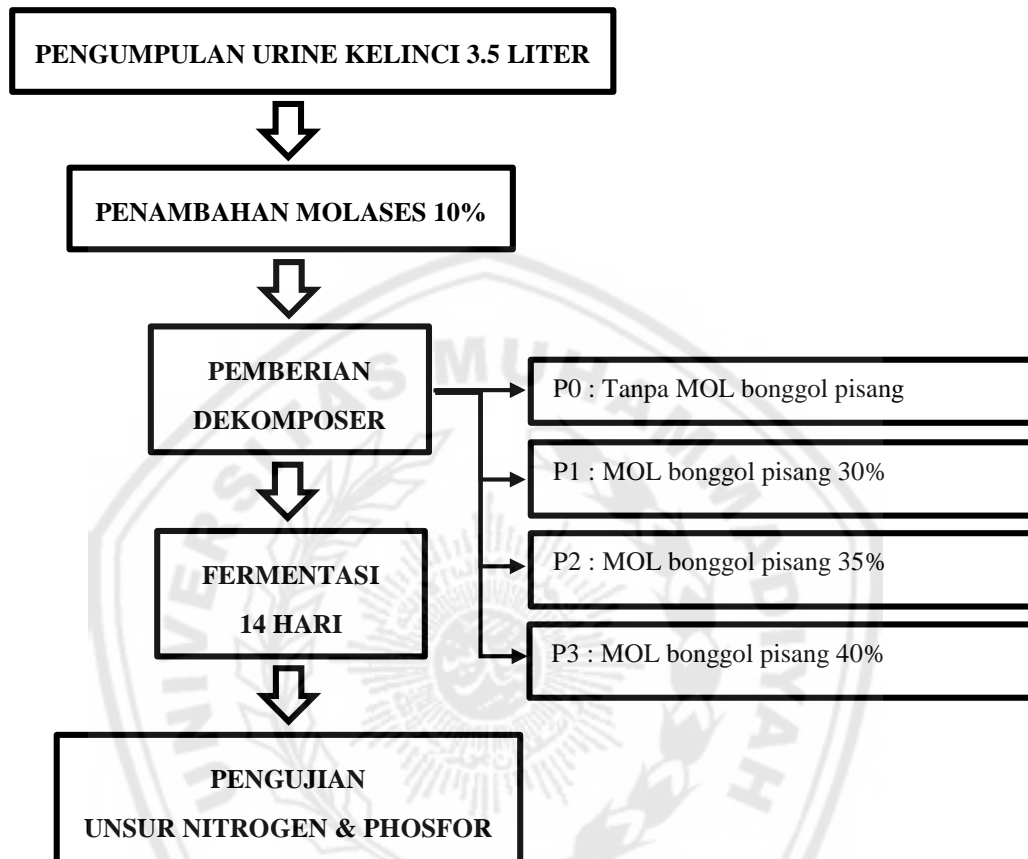 PENGUMPULAN URINE KELINCI 3.5 LITER
PENAMBAHAN MOLASES 10%
PEMBERIAN
DEKOMPOSER
P0 : Tanpa MOL bonggol pisang
P1 : MOL bonggol pisang 30%
P2 : MOL bonggol pisang 35%
P3 : MOL bonggol pisang 40%
FERMENTASI
14 HARI
PENGUJIAN
UNSUR NITROGEN & PHOSFOR
UNIVERSITAS MUHAMMADIYAH